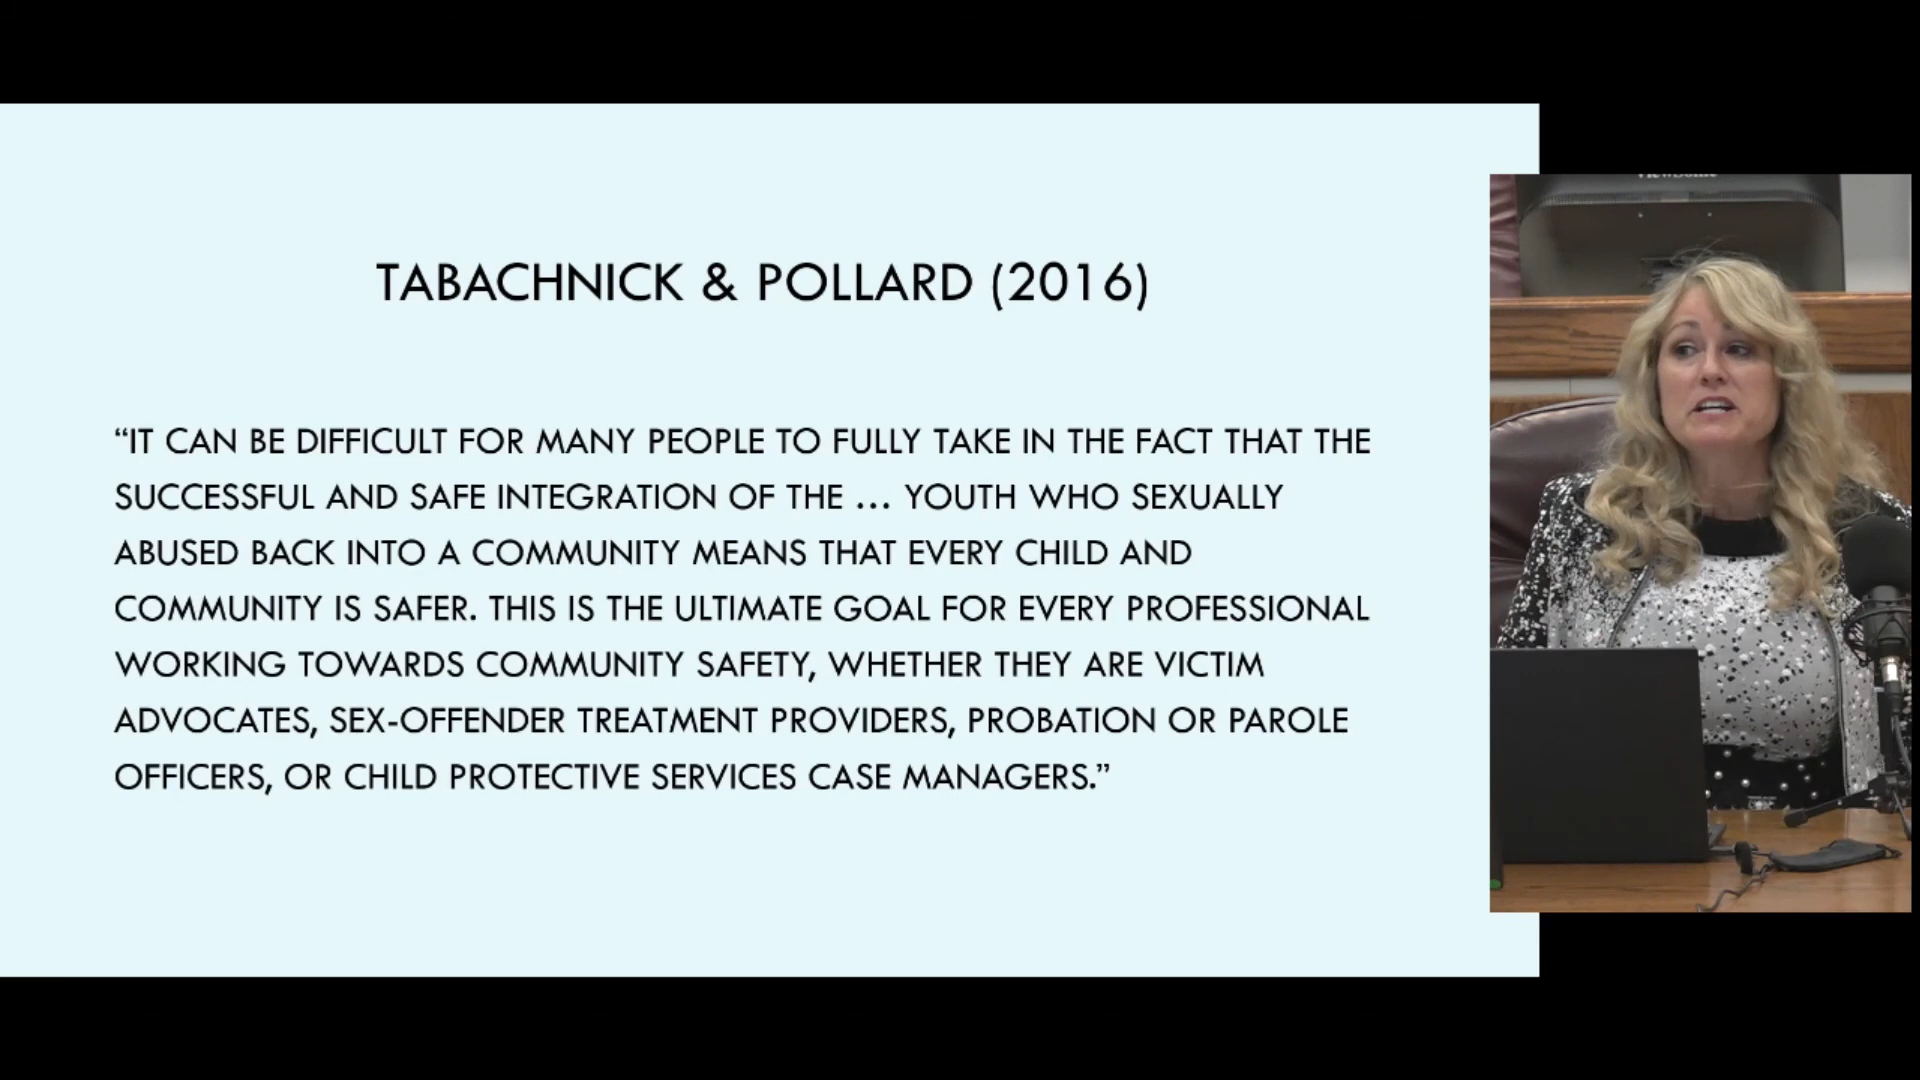 TABACHNICK & POLLARD (2016)
“IT CAN BE DIFFICULT FOR MANY PEOPLE TO FULLY TAKE IN THE FACT THAT THE
SUCCESSFUL AND SAFE INTEGRATION OF THE … YOUTH WHO SEXUALLY
ABUSED BACK INTO A COMMUNITY MEANS THAT EVERY CHILD AND
COMMUNITY IS SAFER. THIS IS THE ULTIMATE GOAL FOR EVERY PROFESSIONAL
WORKING TOWARDS COMMUNITY SAFETY, WHETHER THEY ARE VICTIM
ADVOCATES, SEX-OFFENDER TREATMENT PROVIDERS, PROBATION OR PAROLE
OFFICERS, OR CHILD PROTECTIVE SERVICES CASE MANAGERS.”